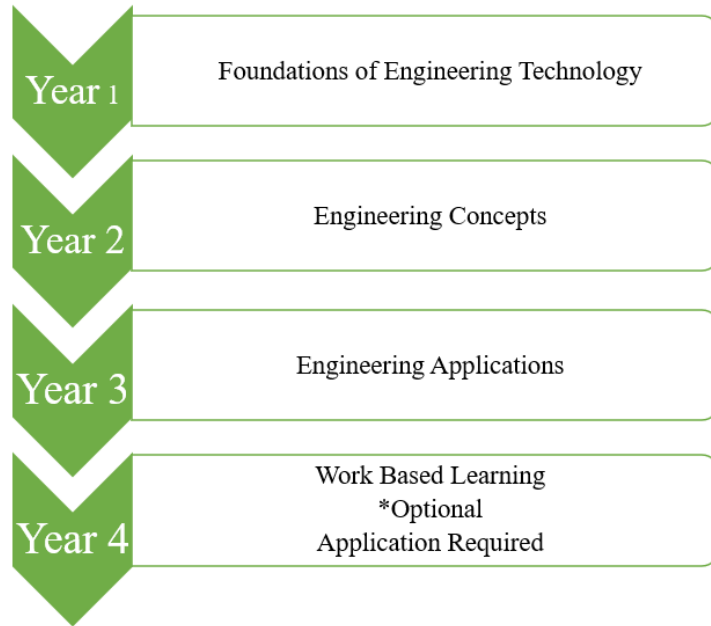 Year 1
Foundations of Engineering Technology
Year 2
Engineering Concepts
Year 3
Engineering Applications
Year 4
Work Based Learning
*Optional
Application Required